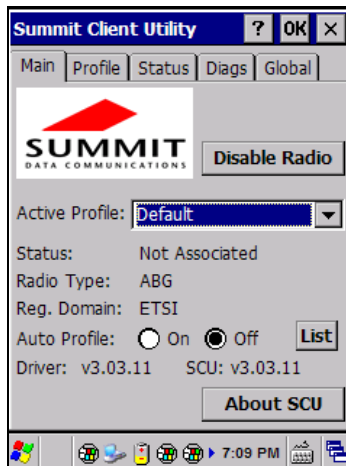 Summit Client Utility ? OK ×
Main Profile Status Diags Global
SUMMIT
DATA COMMUNICATIONS
Disable Radio
Active Profile: Default
Status: Not Associated
Radio Type: ABG
Reg. Domain: ETSI
Auto Profile: On Off List
Driver: v3.03.11 SCU: v3.03.11
About SCU
7:09 PM